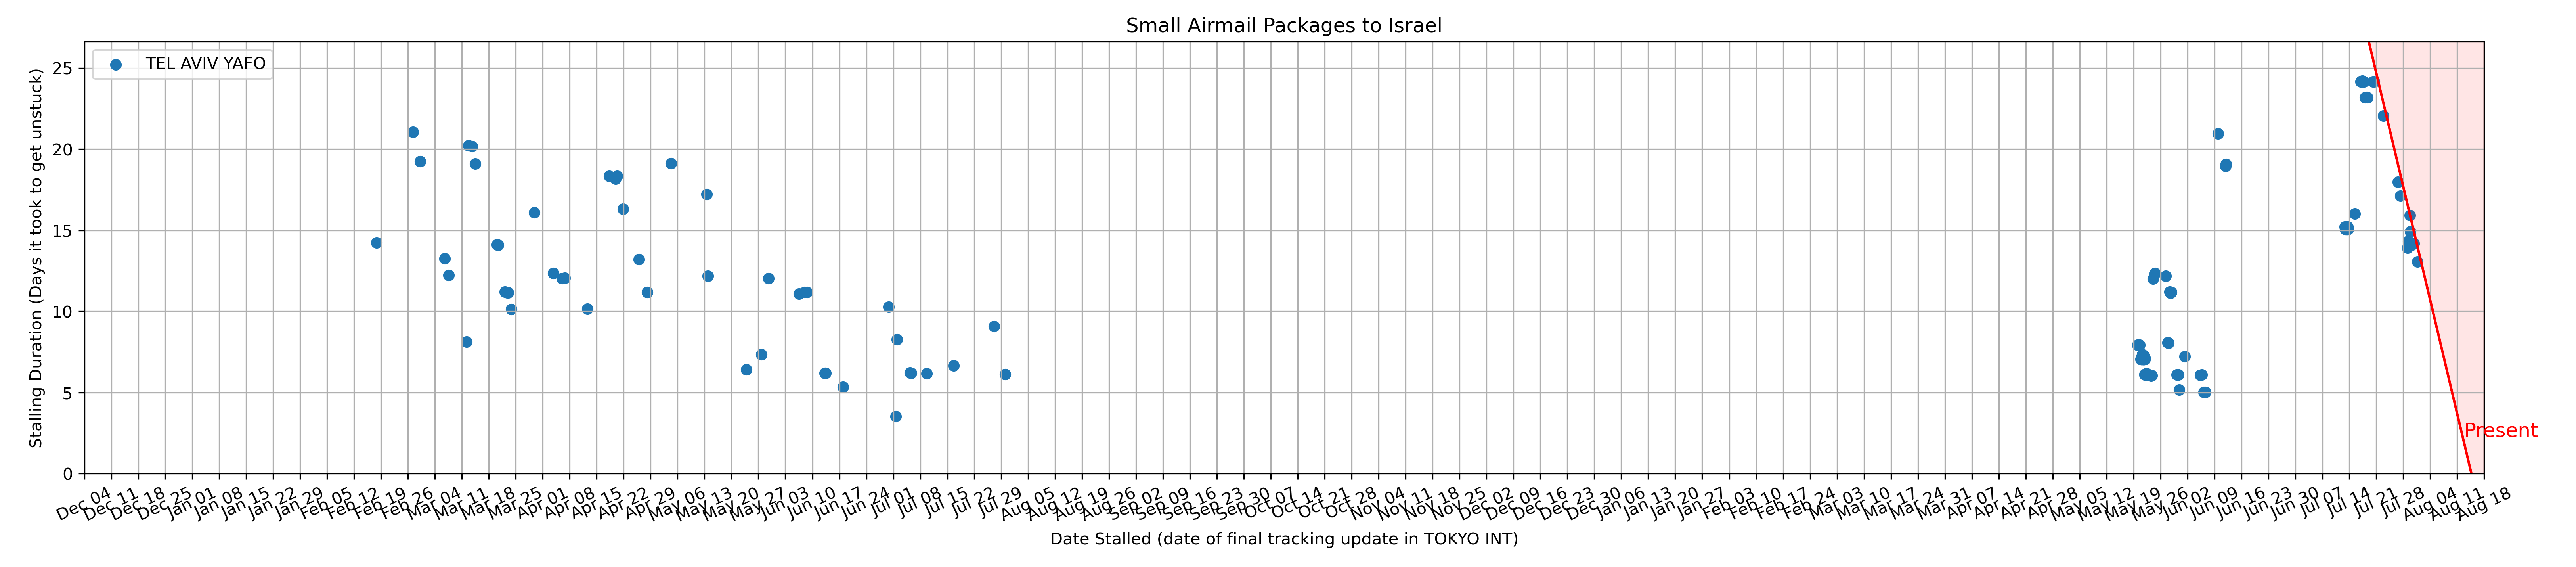 Small Airmail Packages to Israel
TEL AVIV YAFO
Stalling Duration (Days it took to get unstuck)
25
20
15
10
5
0
Present
Dec 04
Dec 11
Dec 18
Dec 25
Jan 01
Jan 08
Jan 15
Jan 22
Jan 29
Feb 05
Feb 12
Feb 19
Feb 26
Mar 04
Mar 11
Mar 18
Mar 25
Apr 01
Apr 08
Apr 15
Apr 22
Apr 29
May 06
May 13
May 20
May 27
Jun 03
Jun 10
Jun 17
Jun 24
Jul 01
Jul 08
Jul 15
Jul 22
Jul 29
Aug 05
Aug 12
Aug 19
Aug 26
Sep 02
Sep 09
Sep 16
Sep 23
Sep 30
Oct 07
Oct 14
Oct 21
Oct 28
Nov 04
Nov 11
Nov 18
Nov 25
Dec 02
Dec 09
Dec 16
Dec 23
Dec 30
Jan 06
Jan 13
Jan 20
Jan 27
Feb 03
Feb 10
Feb 17
Feb 24
Mar 03
Mar 10
Mar 17
Mar 24
Mar 31
Apr 07
Apr 14
Apr 21
Apr 28
May 05
May 12
May 19
May 26
Jun 02
Jun 09
Jun 16
Jun 23
Jun 30
Jul 07
Jul 14
Jul 21
Jul 28
Aug 04
Aug 11
Aug 18
Date Stalled (date of final tracking update in TOKYO INT)